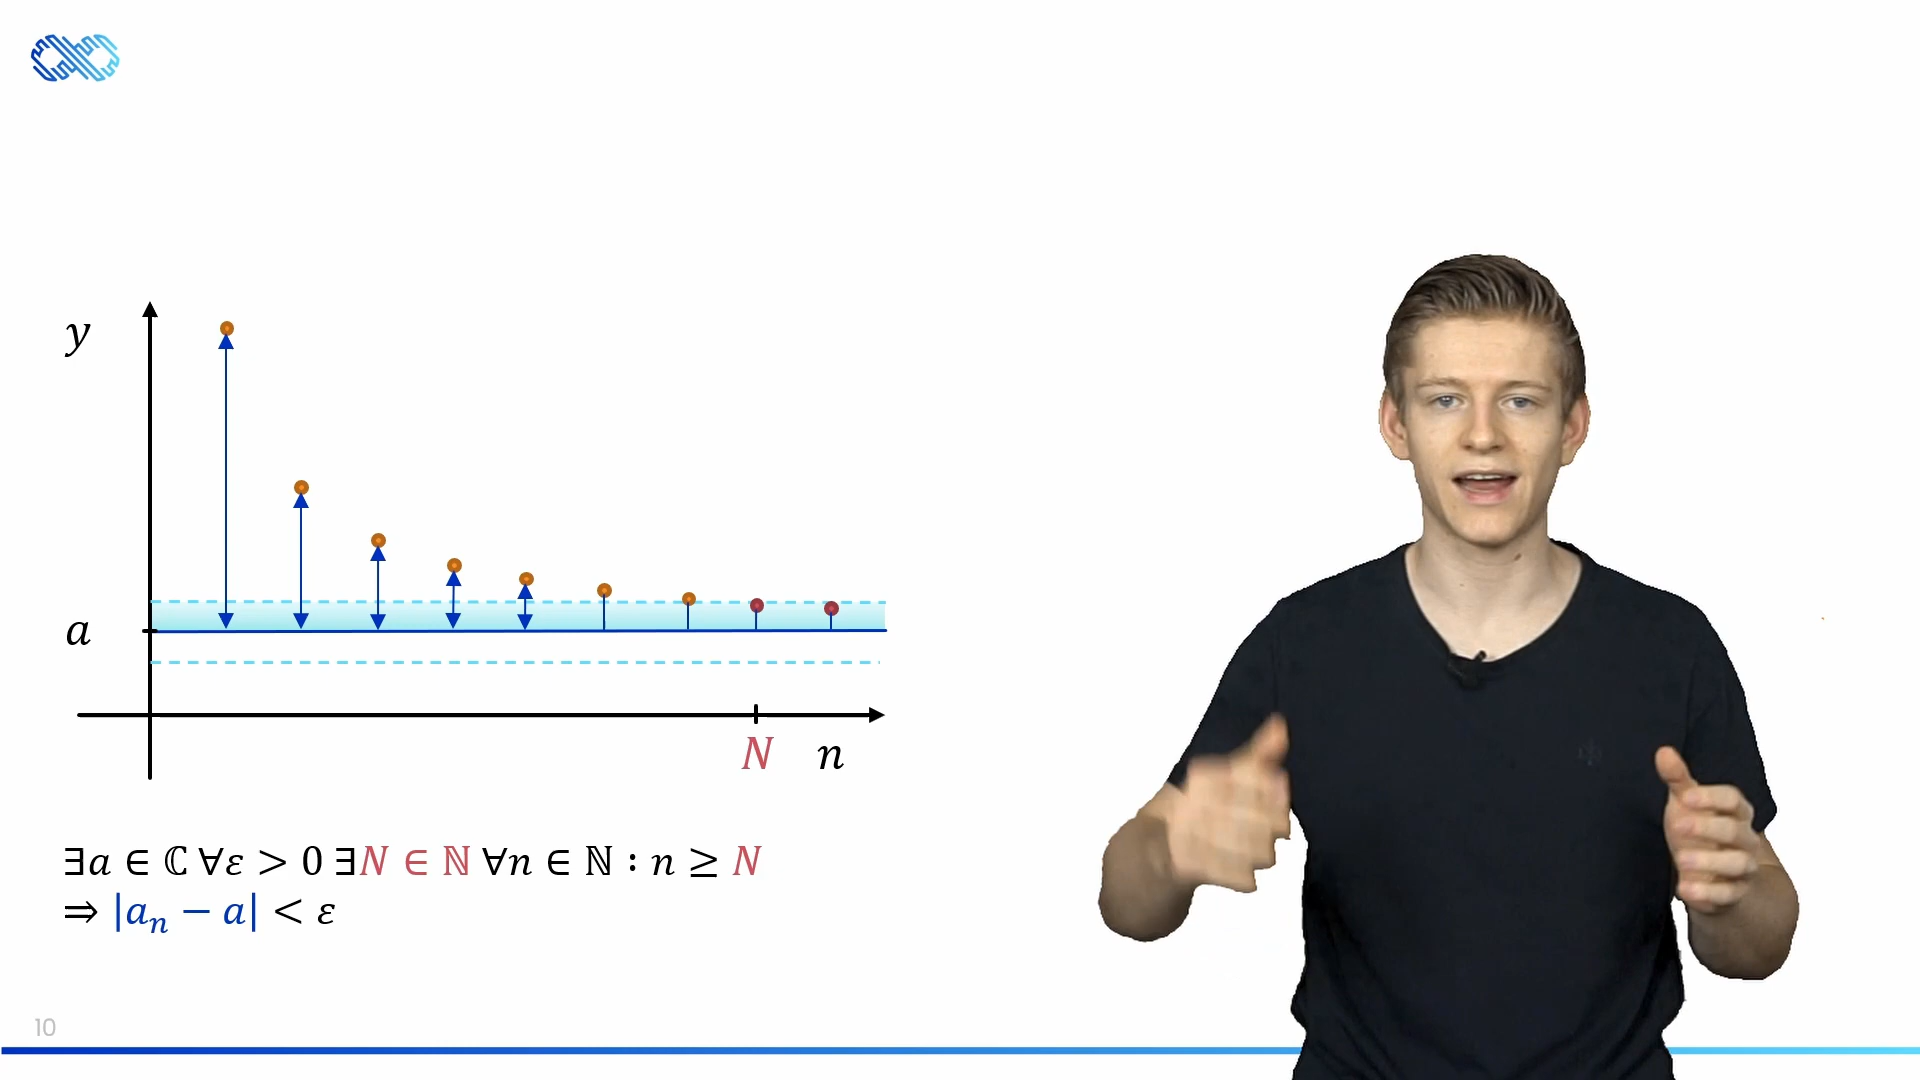 y
a
N n
∃a ∈ ℂ ∀ε > 0 ∃N ∈ ℕ ∀n ∈ ℕ : n ≥ N
⇒ |aₙ − a| < ε
10